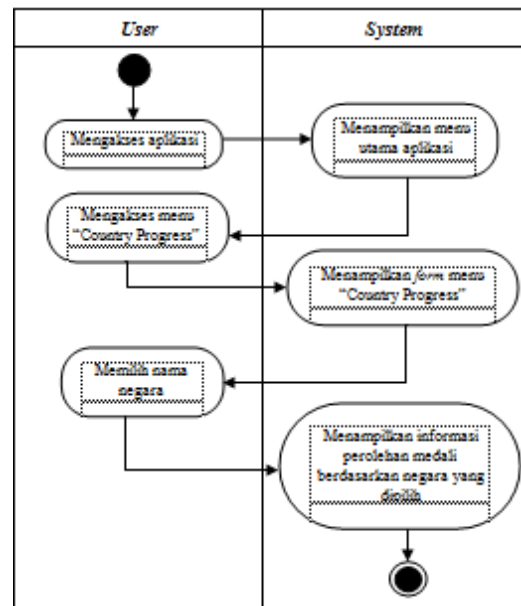 User
System
Mengakses aplikasi
Menampilkan menu
utama aplikasi
Mengakses menu
“Country Progress”
Menampilkan form menu
“Country Progress”
Memilih nama
negara
Menampilkan informasi
perolehan medali
berdasarkan negara yang
dipilih